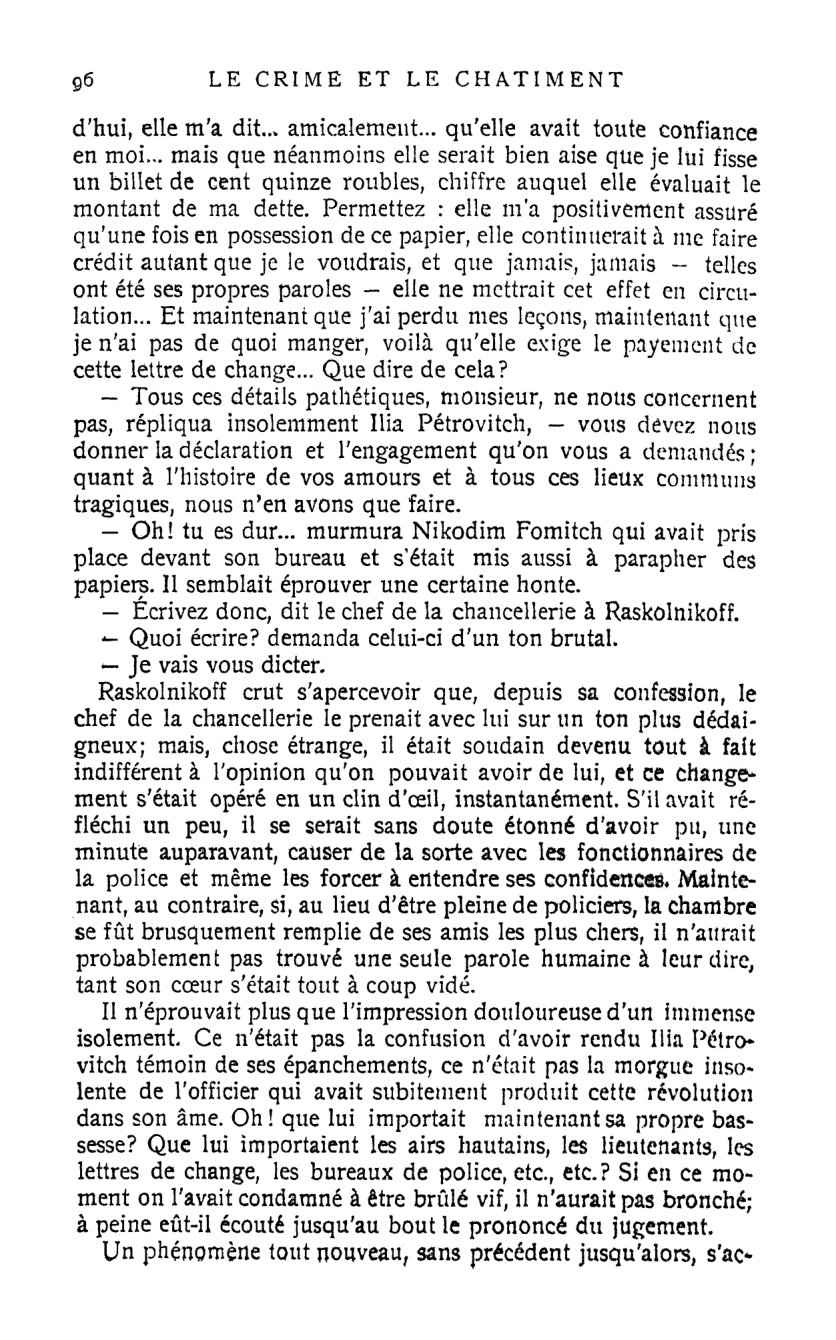 96 LE CRIME ET LE CHATIMENT
d'hui, elle m'a dit... amicalement... qu'elle avait toute confiance
en moi... mais que néanmoins elle serait bien aise que je lui fisse
un billet de cent quinze roubles, chiffre auquel elle évaluait le
montant de ma dette. Permettez : elle m'a positivement assuré
qu'une fois en possession de ce papier, elle continuerait à me faire
crédit autant que je le voudrais, et que jamais, jamais — telles
ont été ses propres paroles — elle ne mettrait cet effet en circu-
lation... Et maintenant que j'ai perdu mes leçons, maintenant que
je n'ai pas de quoi manger, voilà qu'elle exige le payement de
cette lettre de change... Que dire de cela?
— Tous ces détails pathétiques, monsieur, ne nous concernent
pas, répliqua insolemment Ilia Pétrovitch, — vous devez nous
donner la déclaration et l'engagement qu'on vous a demandés;
quant à l'histoire de vos amours et à tous ces lieux communs
tragiques, nous n'en avons que faire.
— Oh! tu es dur... murmura Nikodim Fomitch qui avait pris
place devant son bureau et s'était mis aussi à parapher des
papiers. Il semblait éprouver une certaine honte.
— Écrivez donc, dit le chef de la chancellerie à Raskolnikoff.
— Quoi écrire? demanda celui-ci d'un ton brutal.
— Je vais vous dicter.
Raskolnikoff crut s'apercevoir que, depuis sa confession, le
chef de la chancellerie le prenait avec lui sur un ton plus dédai-
gneux; mais, chose étrange, il était soudain devenu tout à fait
indifférent à l'opinion qu'on pouvait avoir de lui, et ce change-
ment s'était opéré en un clin d'œil, instantanément. S'il avait ré-
fléchi un peu, il se serait sans doute étonné d'avoir pu, une
minute auparavant, causer de la sorte avec les fonctionnaires de
la police et même les forcer à entendre ses confidences. Mainte-
nant, au contraire, si, au lieu d'être pleine de policiers, la chambre
se fût brusquement remplie de ses amis les plus chers, il n'aurait
probablement pas trouvé une seule parole humaine à leur dire,
tant son cœur s'était tout à coup vidé.
Il n'éprouvait plus que l'impression douloureuse d'un immense
isolement. Ce n'était pas la confusion d'avoir rendu Ilia Pétro-
vitch témoin de ses épanchements, ce n'était pas la morgue inso-
lente de l'officier qui avait subitement produit cette révolution
dans son âme. Oh! que lui importait maintenant sa propre bas-
sesse? Que lui importaient les airs hautains, les lieutenants, les
lettres de change, les bureaux de police, etc., etc.? Si en ce mo-
ment on l'avait condamné à être brûlé vif, il n'aurait pas bronché;
à peine eût-il écouté jusqu'au bout le prononcé du jugement.
Un phénomène tout nouveau, sans précédent jusqu'alors, s'ac-